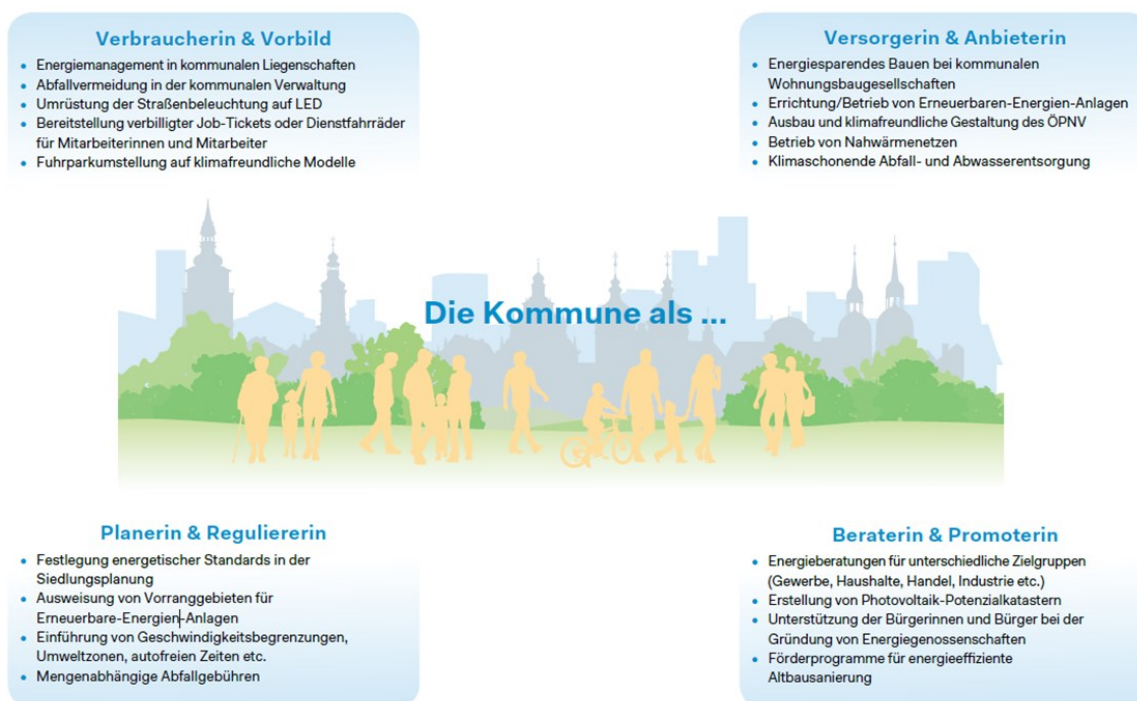 Verbraucherin & Vorbild
• Energiemanagement in kommunalen Liegenschaften
• Abfallvermeidung in der kommunalen Verwaltung
• Umrüstung der Straßenbeleuchtung auf LED
• Bereitstellung verbilligter Job-Tickets oder Dienstfahrräder
für Mitarbeiterinnen und Mitarbeiter
• Fuhrparkumstellung auf klimafreundliche Modelle
Versorgerin & Anbieterin
• Energiesparendes Bauen bei kommunalen
Wohnungsbaugesellschaften
• Errichtung/Betrieb von Erneuerbaren-Energien-Anlagen
• Ausbau und klimafreundliche Gestaltung des ÖPNV
• Betrieb von Nahwärmenetzen
• Klimaschonende Abfall- und Abwasserentsorgung
Die Kommune als ...
Planerin & Reguliererin
• Festlegung energetischer Standards in der
Siedlungsplanung
• Ausweisung von Vorranggebieten für
Erneuerbare-Energien-Anlagen
• Einführung von Geschwindigkeitsbegrenzungen,
Umweltzonen, autofreien Zeiten etc.
• Mengenabhängige Abfallgebühren
Beraterin & Promoterin
• Energieberatungen für unterschiedliche Zielgruppen
(Gewerbe, Haushalte, Handel, Industrie etc.)
• Erstellung von Photovoltaik-Potenzialkatastern
• Unterstützung der Bürgerinnen und Bürger bei der
Gründung von Energiegenossenschaften
• Förderprogramme für energieeffiziente
Altbausanierung